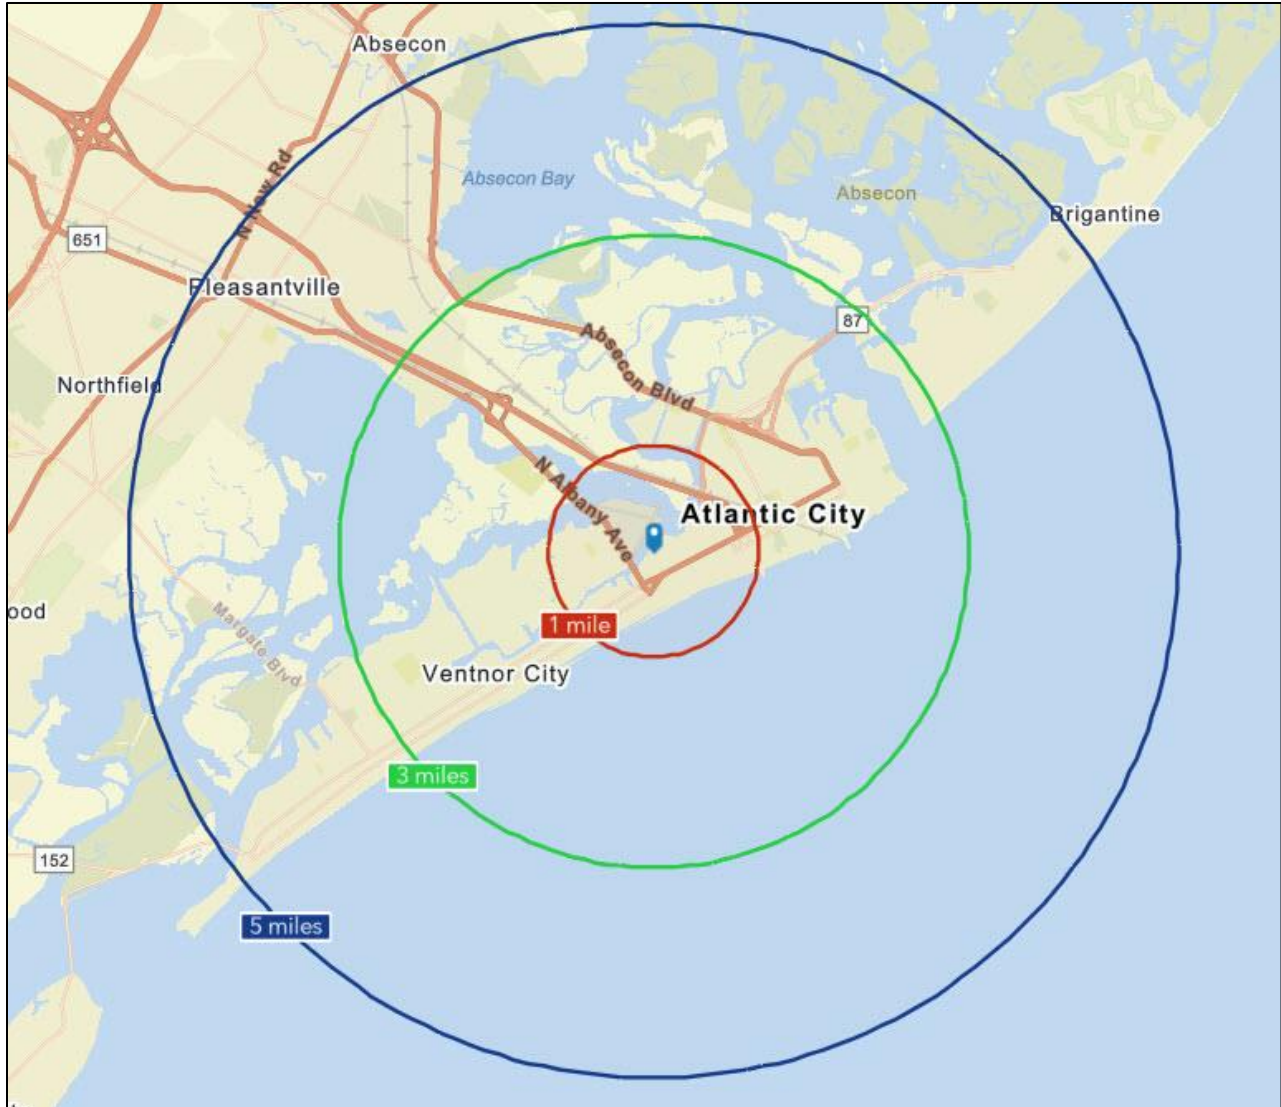 Absecon
Absecon Bay
Absecon
N New Rd
Brigantine
651
Pleasantville
87
Absecon Blvd
Northfield
N Albany Ave
Atlantic City
ood
1 mile
Margate Blvd
Ventnor City
3 miles
152
5 miles